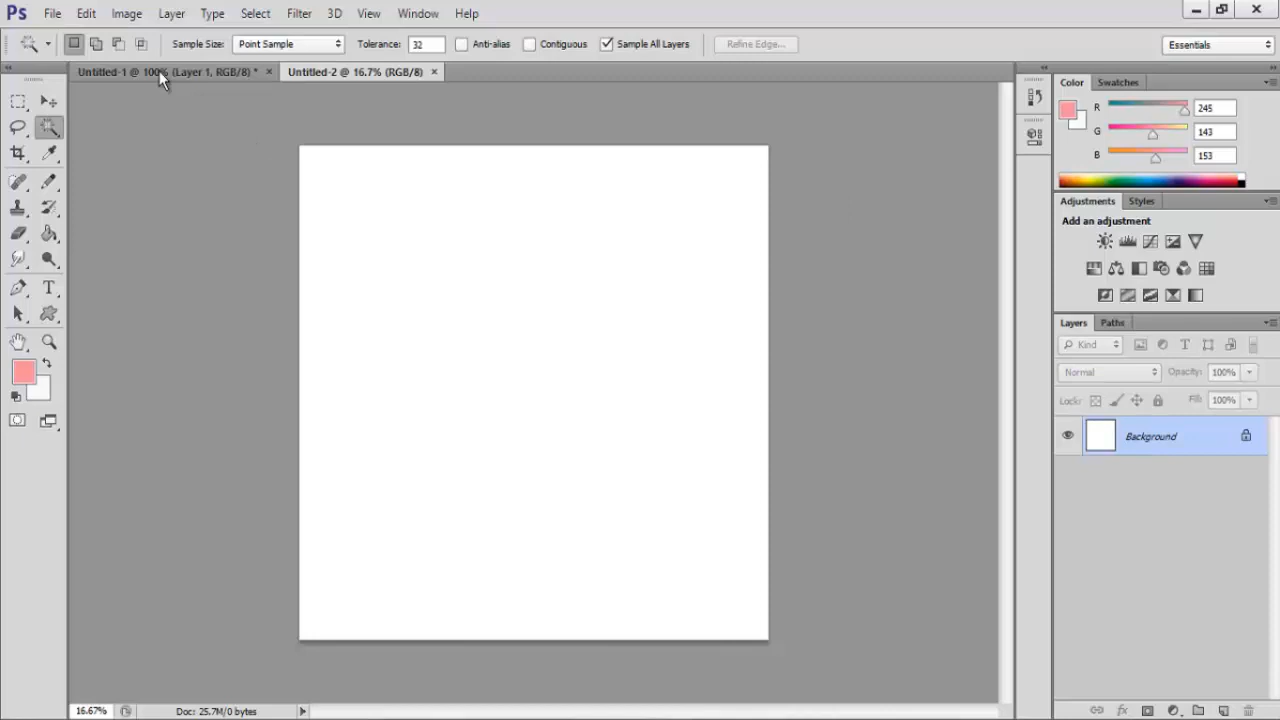 Ps File Edit Image Layer Type Select Filter 3D View Window Help
Sample Size: Point Sample Tolerance: 32 Anti-alias Contiguous Sample All Layers Refine Edge... Essentials
Untitled-1 @ 100% (Layer 1, RGB/8) * × Untitled-2 @ 16.7% (RGB/8) ×
Color Swatches
R 245
G 143
B 153
Adjustments Styles
Add an adjustment
Layers Paths
Kind
Normal Opacity: 100%
Lock: Fill: 100%
Background
16.67% Doc: 25.7M/0 bytes